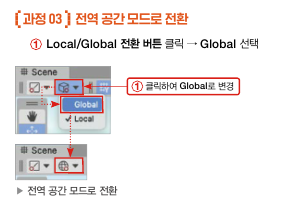 [과정 03] 전역 공간 모드로 전환
① Local/Global 전환 버튼 클릭 → Global 선택
# Scene
① 클릭하여 Global로 변경
Global
✓ Local
# Scene
▶ 전역 공간 모드로 전환